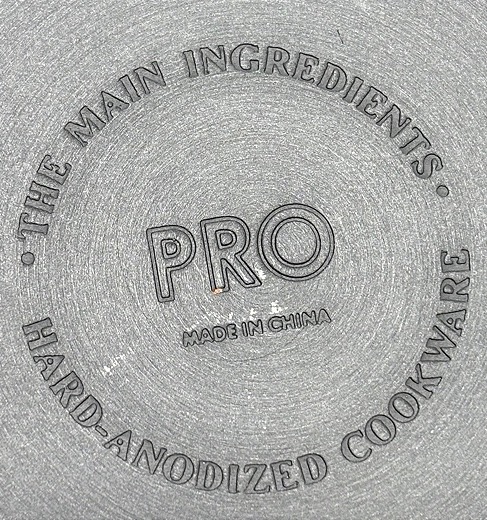 • THE MAIN INGREDIENTS •
PRO
MADE IN CHINA
HARD-ANODIZED COOKWARE